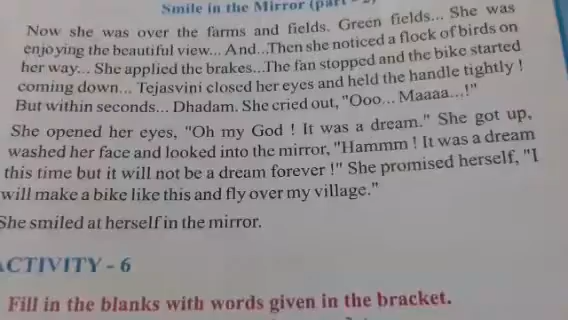 Smile in the Mirror (part - 2)
Now she was over the farms and fields. Green fields... She was
enjoying the beautiful view... And...Then she noticed a flock of birds on
her way... She applied the brakes...The fan stopped and the bike started
coming down... Tejasvini closed her eyes and held the handle tightly !
But within seconds... Dhadam. She cried out, "Ooo... Maaaa...!"
She opened her eyes, "Oh my God ! It was a dream." She got up,
washed her face and looked into the mirror, "Hammm ! It was a dream
this time but it will not be a dream forever !" She promised herself, "I
will make a bike like this and fly over my village."
She smiled at herself in the mirror.
ACTIVITY - 6
Fill in the blanks with words given in the bracket.